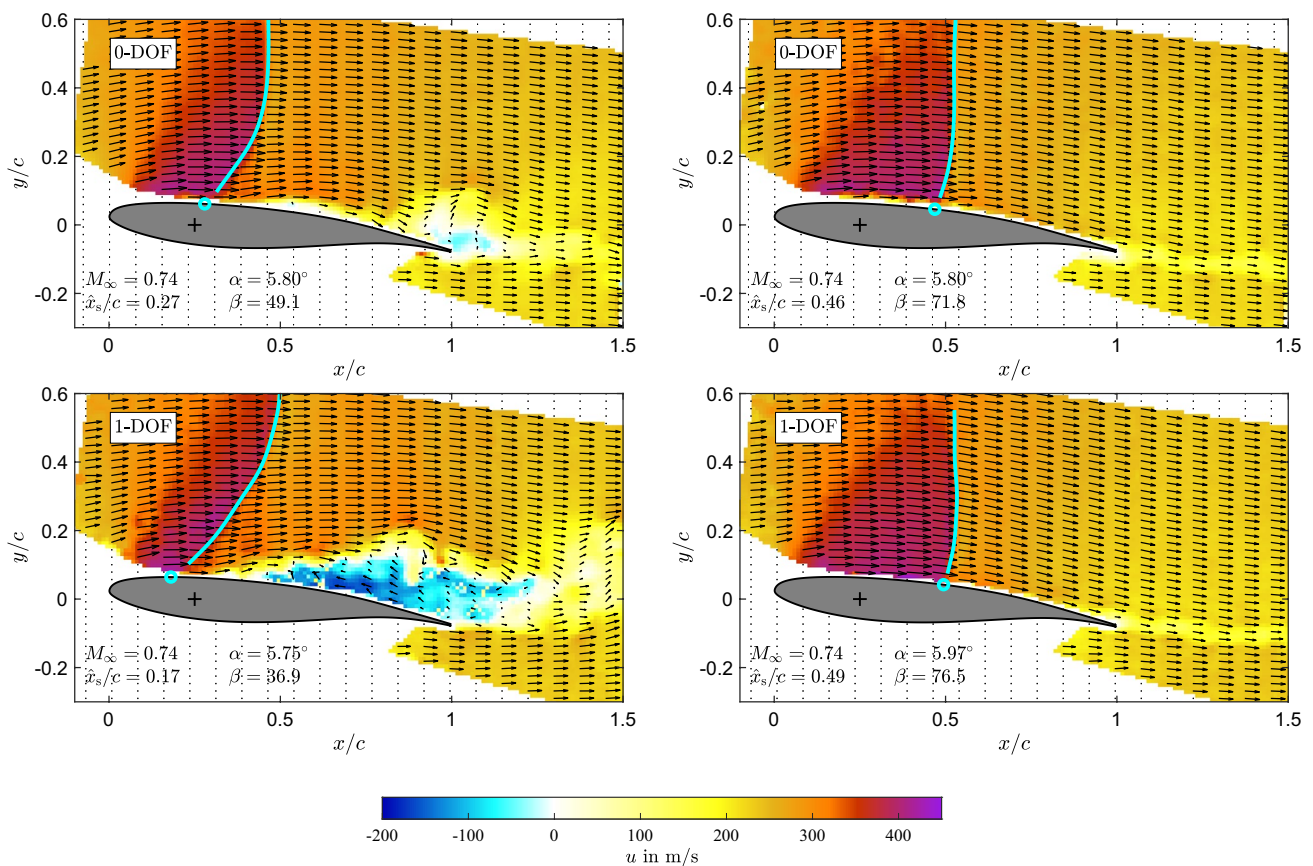 0.6
0.4
0.2
0
-0.2
y/c
0-DOF
M∞ = 0.74 α = 5.80°
x̂s/c = 0.27 β = 49.1
0 0.5 1 1.5
x/c
0.6
0.4
0.2
0
-0.2
y/c
0-DOF
M∞ = 0.74 α = 5.80°
x̂s/c = 0.46 β = 71.8
0 0.5 1 1.5
x/c
0.6
0.4
0.2
0
-0.2
y/c
1-DOF
M∞ = 0.74 α = 5.75°
x̂s/c = 0.17 β = 36.9
0 0.5 1 1.5
x/c
0.6
0.4
0.2
0
-0.2
y/c
1-DOF
M∞ = 0.74 α = 5.97°
x̂s/c = 0.49 β = 76.5
0 0.5 1 1.5
x/c
-200 -100 0 100 200 300 400
u in m/s